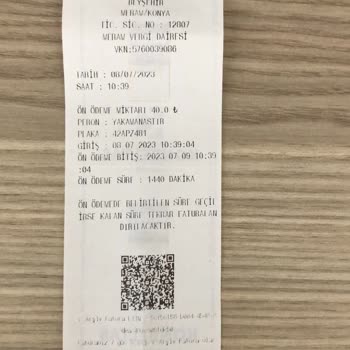 BEYŞEHİR
MERAM/KONYA
TİC. SİC. NO : 12007
MERAM VERGİ DAİRESİ
VKN:5760039086
TARİH : 08/07/2023
SAAT : 10:39
ÖN ÖDEME MİKTARI 40.0 ₺
PERON : YAKAMANASTIR
PLAKA : 42APZ481
GİRİŞ : 08 07 2023 10:39:04
ÖN ÖDEME BİTİŞ: 2023 07 09 10:39
:04
ÖN ÖDEME SÜRE : 1440 DAKİKA
ÖN ÖDEMEDE BELİRTİLEN SÜRE GEÇİL
İRSE KALAN SÜRE TEKRAR FATURALAN
DIRILACAKTIR.